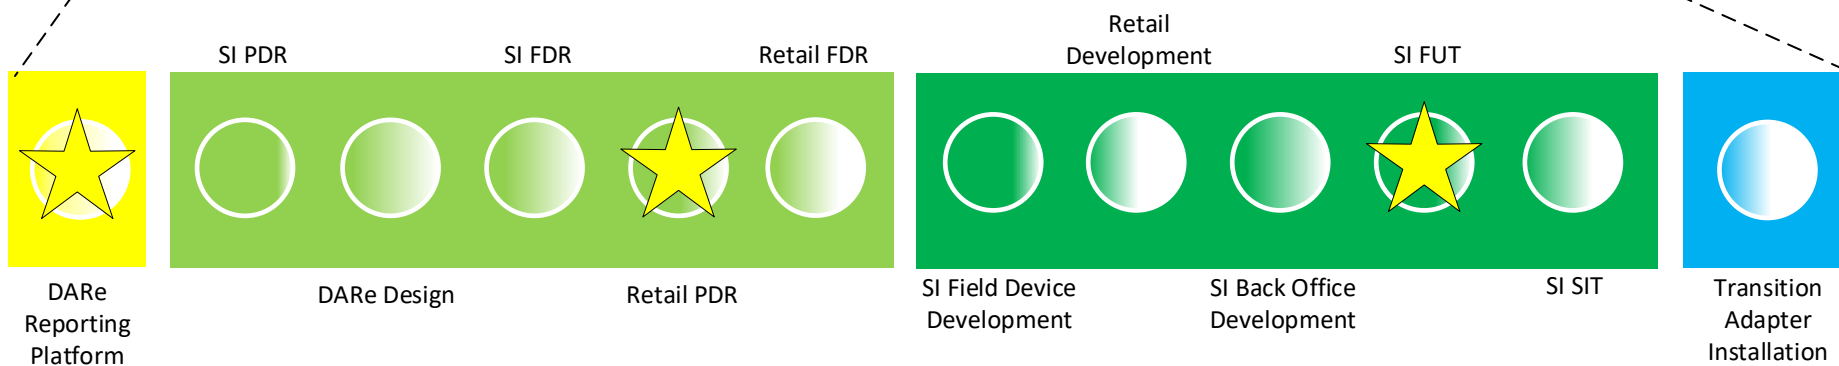 SI PDR
SI FDR
Retail FDR
Retail
Development
SI FUT
DARe
Reporting
Platform
DARe Design
Retail PDR
SI Field Device
Development
SI Back Office
Development
SI SIT
Transition
Adapter
Installation